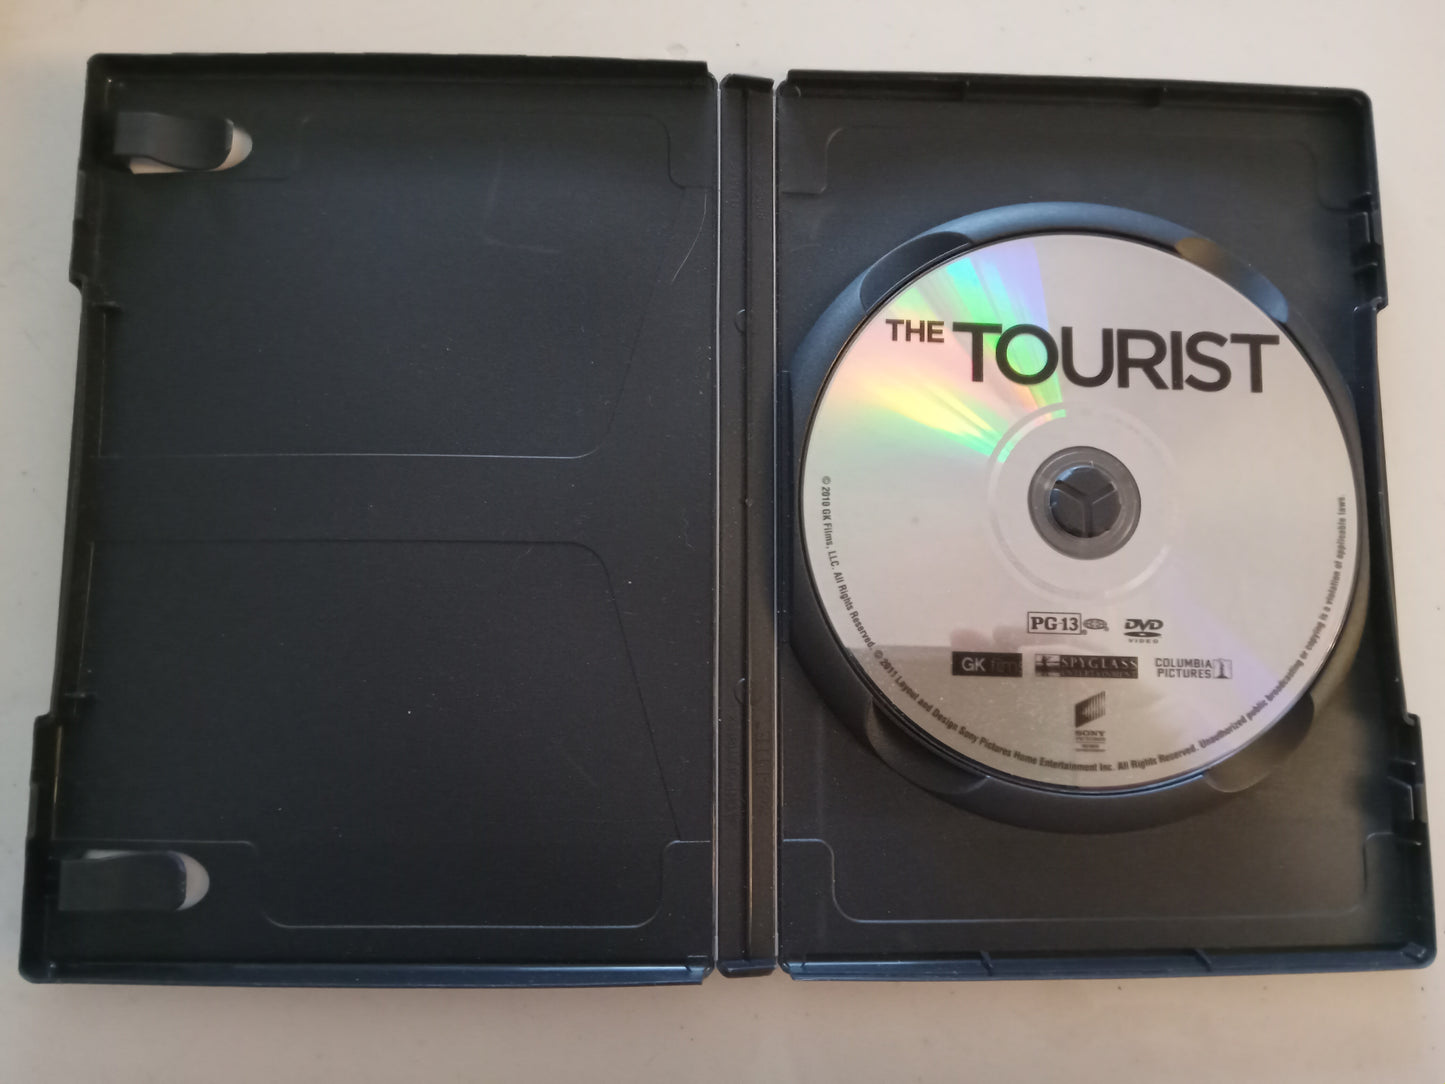 THE TOURIST
© 2010 GK Films, LLC. All Rights Reserved. © 2011 Layout and Design Sony Pictures Home Entertainment Inc. All Rights Reserved. Unauthorized public broadcasting or copying is a violation of applicable laws.
PG-13 DVD
VIDEO
GK films SPYGLASS
ENTERTAINMENT
COLUMBIA
PICTURES
SONY
PICTURES